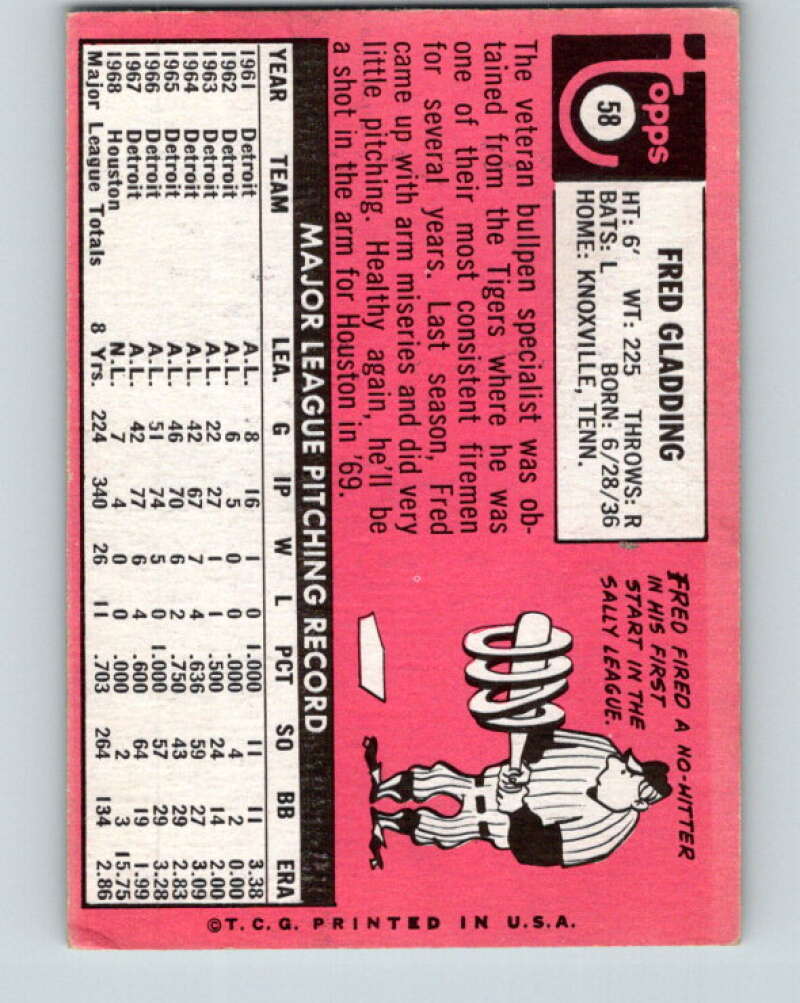 Topps
58
FRED GLADDING
HT: 6' WT: 225 THROWS: R
BATS: L BORN: 6/28/36
HOME: KNOXVILLE, TENN.
The veteran bullpen specialist was ob-
tained from the Tigers where he was
one of their most consistent firemen
for several years. Last season, Fred
came up with arm miseries and did very
little pitching. Healthy again, he'll be
a shot in the arm for Houston in '69.
FRED FIRED A NO-HITTER
IN HIS FIRST
START IN THE
SALLY LEAGUE.
MAJOR LEAGUE PITCHING RECORD
YEAR TEAM LEA. G IP W L PCT SO BB ERA
1961 Detroit A.L. 8 16 1 0 1.000 11 11 3.38
1962 Detroit A.L. 6 5 0 0 .000 4 2 0.00
1963 Detroit A.L. 22 27 1 1 .500 24 14 2.00
1964 Detroit A.L. 42 67 7 4 .636 59 27 3.09
1965 Detroit A.L. 46 70 6 2 .750 43 29 2.83
1966 Detroit A.L. 51 74 5 0 1.000 57 29 3.28
1967 Detroit A.L. 42 77 6 4 .600 64 19 1.99
1968 Houston N.L. 7 4 0 0 .000 2 3 15.75
Major League Totals 8 Yrs. 224 340 26 11 .703 264 134 2.86
©T.C.G. PRINTED IN U.S.A.